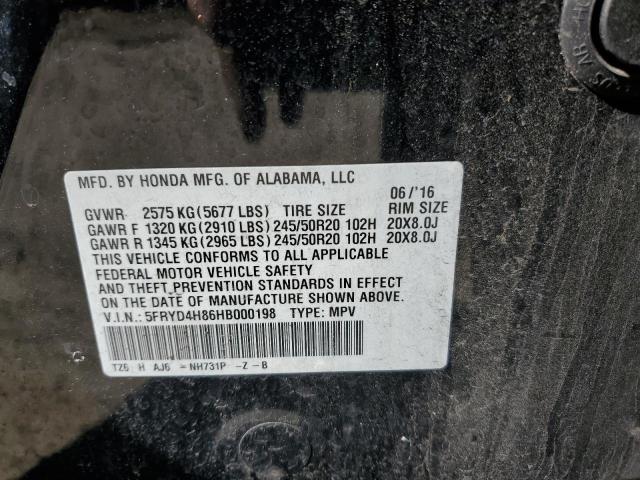 MFD. BY HONDA MFG. OF ALABAMA, LLC 06/'16
GVWR 2575 KG (5677 LBS) TIRE SIZE RIM SIZE
GAWR F 1320 KG (2910 LBS) 245/50R20 102H 20X8.0J
GAWR R 1345 KG (2965 LBS) 245/50R20 102H 20X8.0J
THIS VEHICLE CONFORMS TO ALL APPLICABLE
FEDERAL MOTOR VEHICLE SAFETY
AND THEFT PREVENTION STANDARDS IN EFFECT
ON THE DATE OF MANUFACTURE SHOWN ABOVE.
V.I.N.: 5FRYD4H86HB000198 TYPE: MPV
TZ6 H AJ6 - NH731P -Z -B